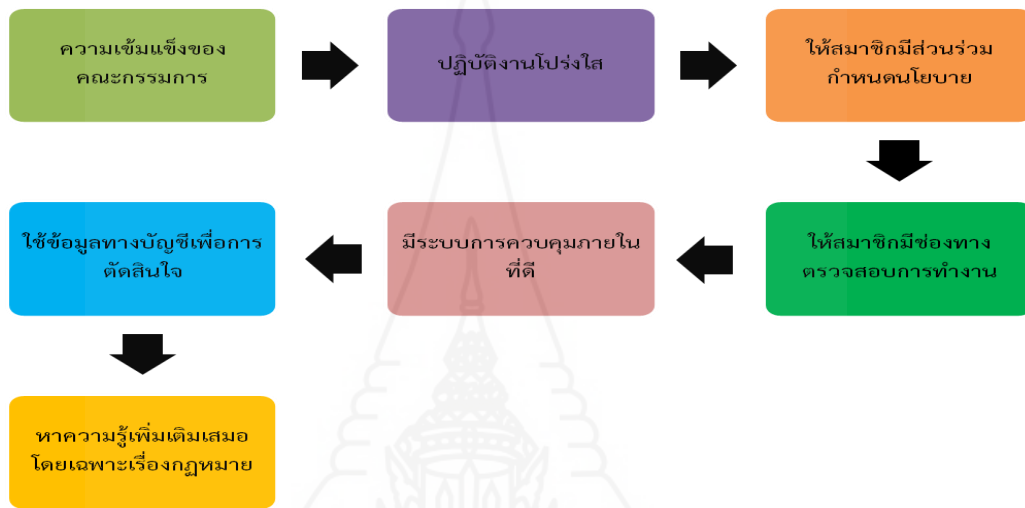 ความเข้มแข็งของ
คณะกรรมการ
ปฏิบัติงานโปร่งใส
ให้สมาชิกมีส่วนร่วม
กำหนดนโยบาย
ให้สมาชิกมีช่องทาง
ตรวจสอบการทำงาน
มีระบบการควบคุมภายใน
ที่ดี
ใช้ข้อมูลทางบัญชีเพื่อการ
ตัดสินใจ
หาความรู้เพิ่มเติมเสมอ
โดยเฉพาะเรื่องกฎหมาย